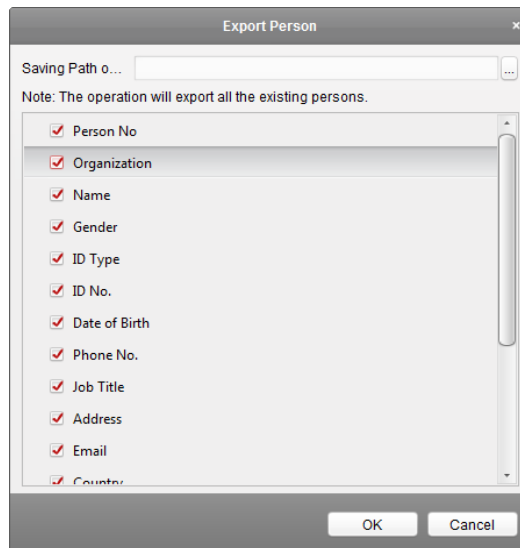 Export Person
×
Saving Path o...
...
Note: The operation will export all the existing persons.
Person No
Organization
Name
Gender
ID Type
ID No.
Date of Birth
Phone No.
Job Title
Address
Email
Country
OK
Cancel